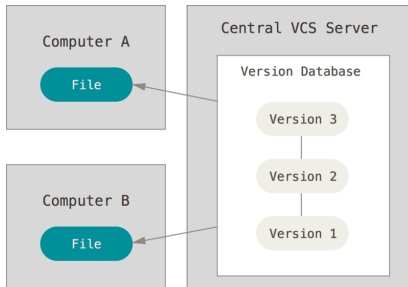 Computer A
File
Computer B
File
Central VCS Server
Version Database
Version 3
Version 2
Version 1